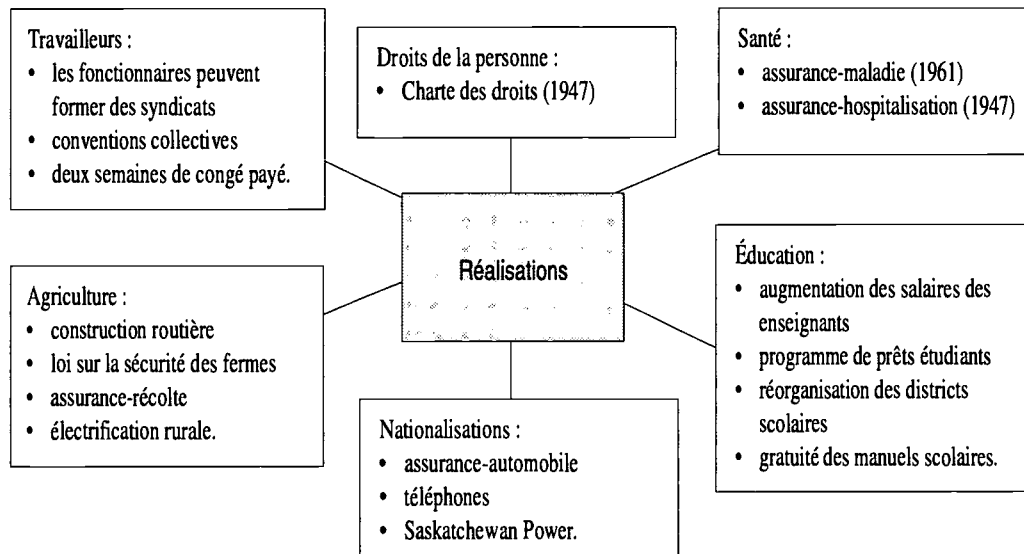 Travailleurs :
• les fonctionnaires peuvent
former des syndicats
• conventions collectives
• deux semaines de congé payé.
Droits de la personne :
• Charte des droits (1947)
Santé :
• assurance-maladie (1961)
• assurance-hospitalisation (1947)
Réalisations
Agriculture :
• construction routière
• loi sur la sécurité des fermes
• assurance-récolte
• électrification rurale.
Nationalisations :
• assurance-automobile
• téléphones
• Saskatchewan Power.
Éducation :
• augmentation des salaires des
enseignants
• programme de prêts étudiants
• réorganisation des districts
scolaires
• gratuité des manuels scolaires.